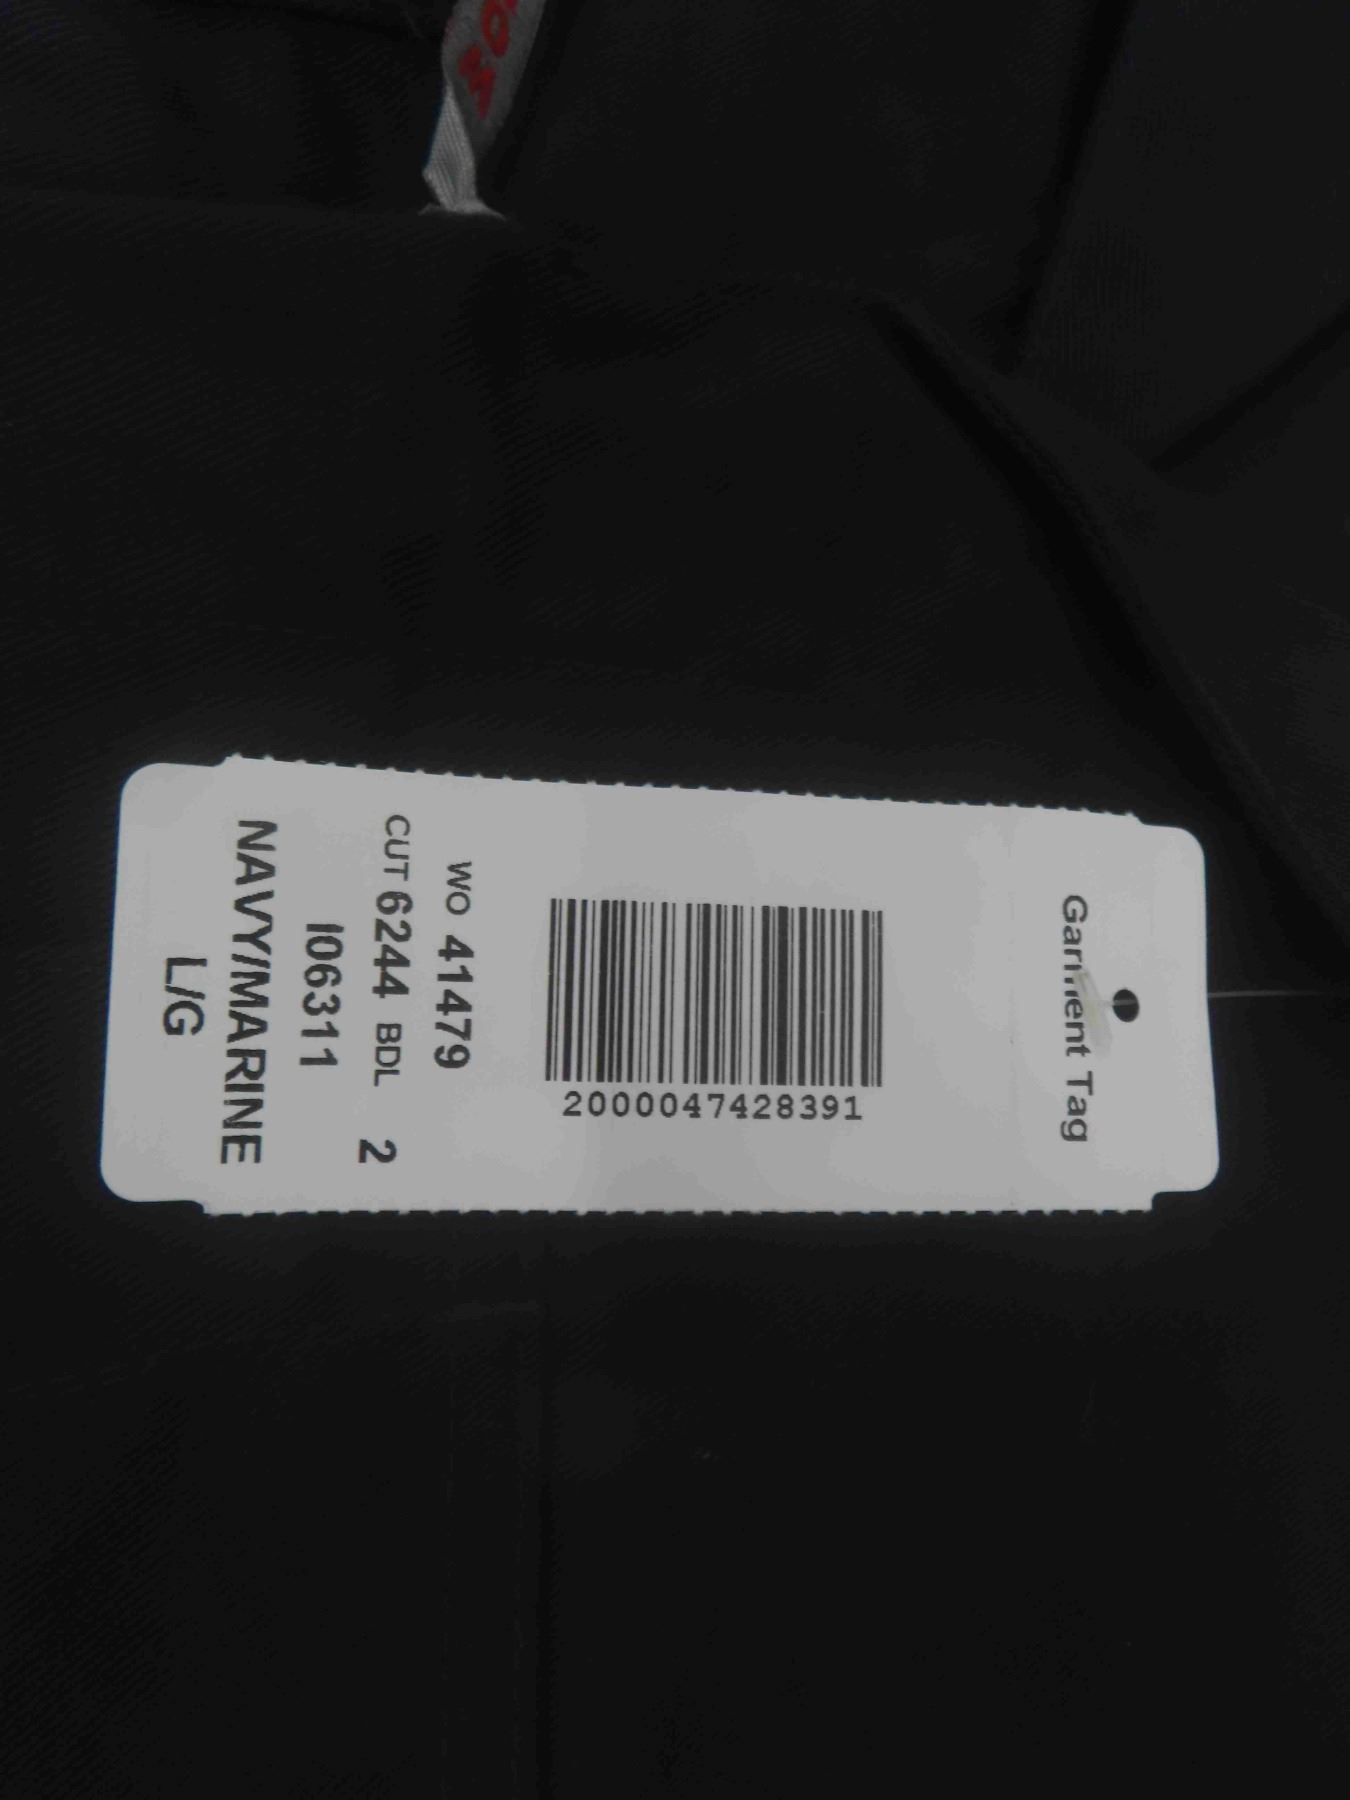 Garment Tag
2000047428391
WO 41479
CUT 6244 BDL 2
I06311
NAVY/MARINE
L/G